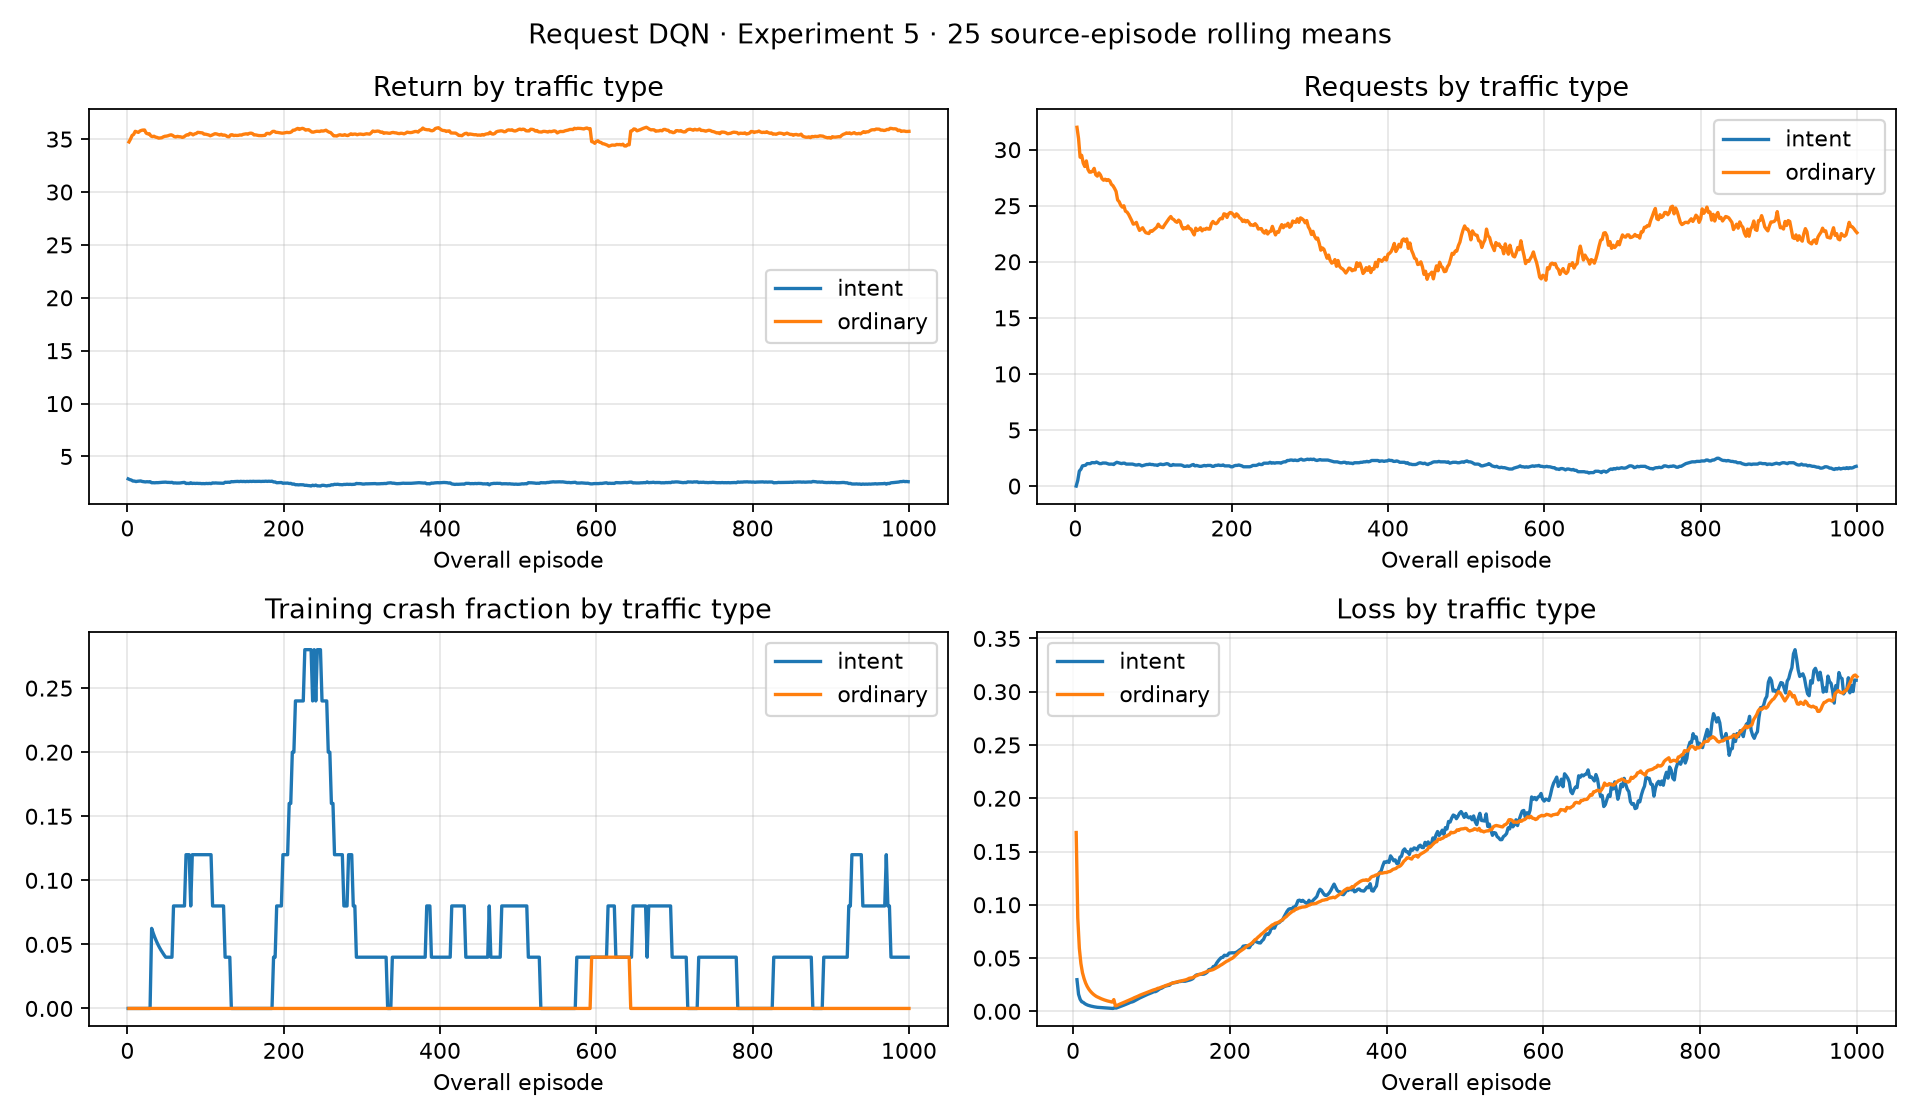 Request DQN · Experiment 5 · 25 source-episode rolling means
Return by traffic type
35
30
25
20
15
10
5
intent
ordinary
0 200 400 600 800 1000
Overall episode
Requests by traffic type
30
25
20
15
10
5
0
intent
ordinary
0 200 400 600 800 1000
Overall episode
Training crash fraction by traffic type
0.25
0.20
0.15
0.10
0.05
0.00
intent
ordinary
0 200 400 600 800 1000
Overall episode
Loss by traffic type
0.35
0.30
0.25
0.20
0.15
0.10
0.05
0.00
intent
ordinary
0 200 400 600 800 1000
Overall episode